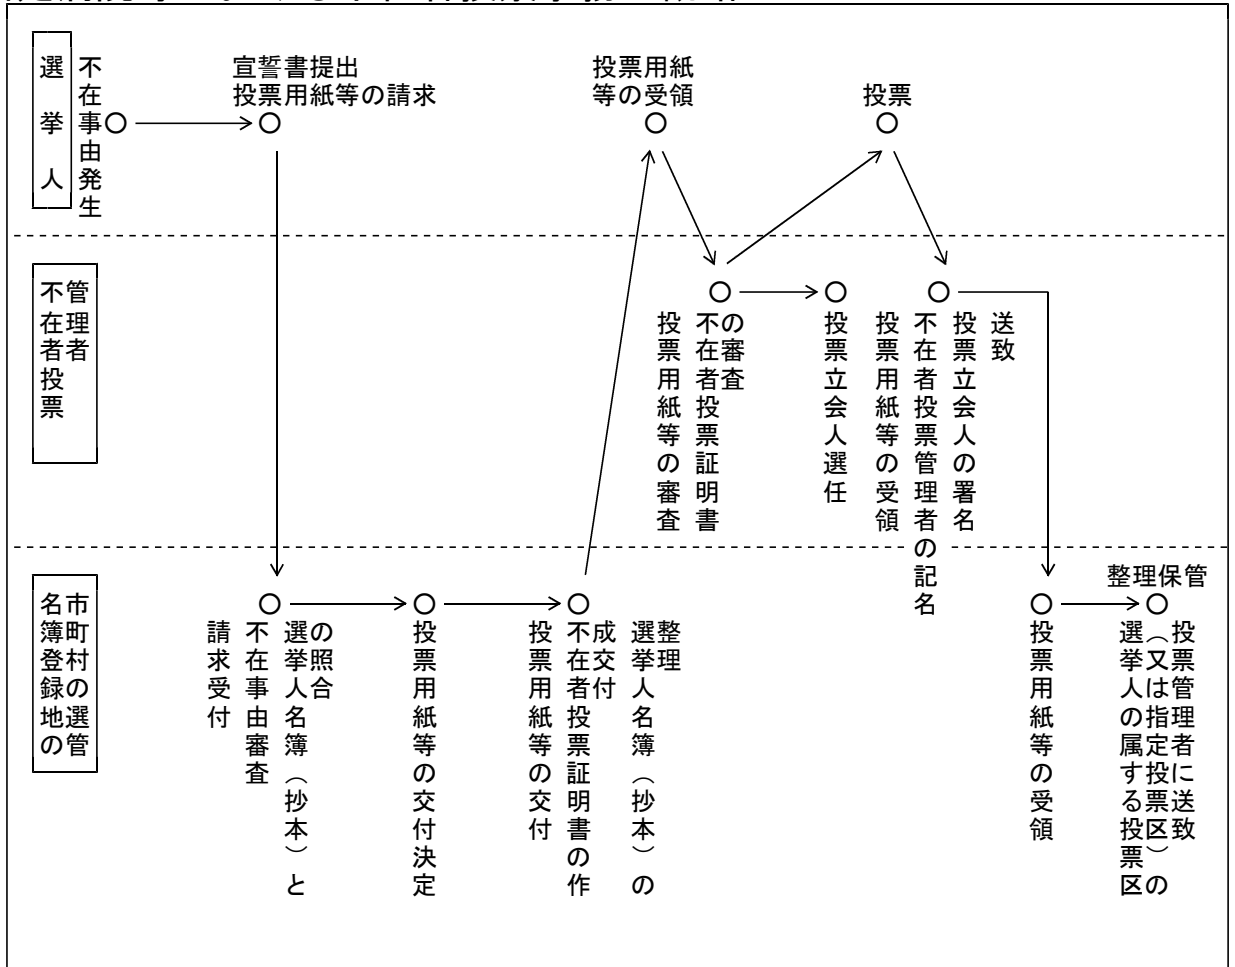 選挙人
不在事由発生
宣誓書提出
投票用紙等の請求
投票用紙
等の受領
投票
不在者投票
管理者
投票用紙等の審査
不在者投票証明書
の審査
投票立会人選任
投票用紙等の受領
不在者投票管理者の記名
投票立会人の署名
送致
名簿登録地の
市町村の選管
請求受付
不在事由審査
選挙人名簿（抄本）と
の照合
投票用紙等の交付決定
投票用紙等の交付
不在者投票証明書の作
成交付
選挙人名簿（抄本）の
整理
投票用紙等の受領
整理保管
選挙人の属する投票区
（又は指定投票区）の
投票管理者に送致